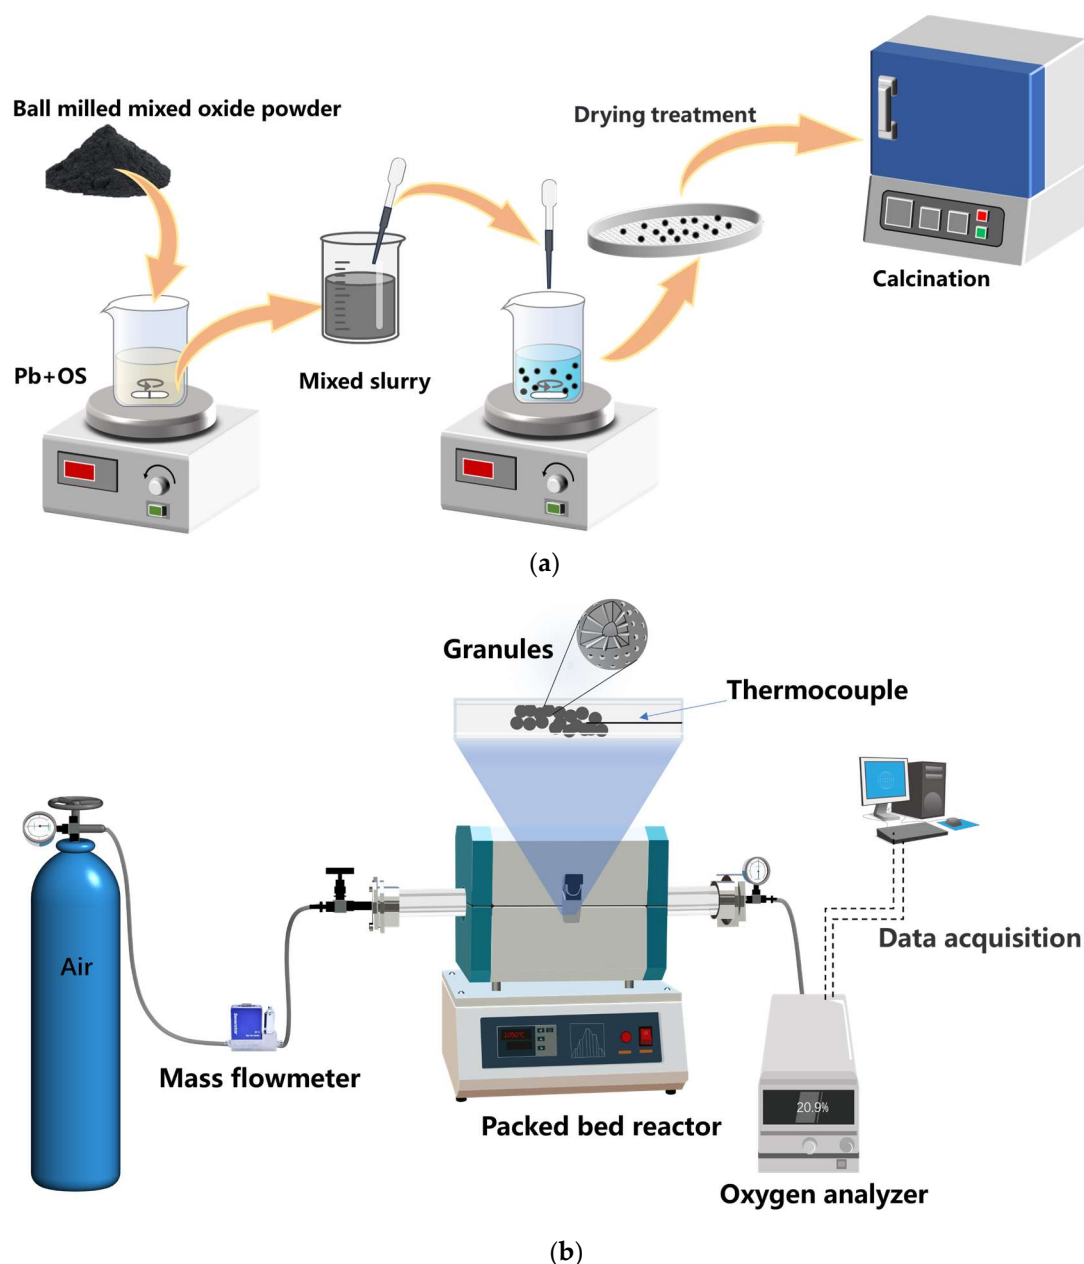 Ball milled mixed oxide powder
Drying treatment
Calcination
Pb+OS
Mixed slurry
(a)
Granules
Thermocouple
Air
Data acquisition
Mass flowmeter
1050℃
Packed bed reactor
20.9%
Oxygen analyzer
(b)